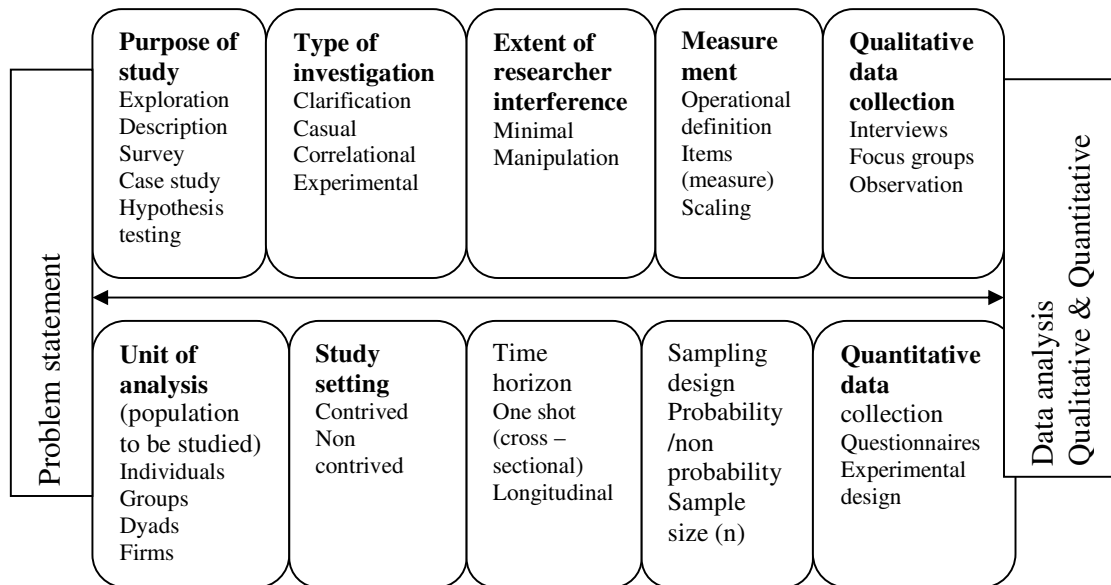 Problem statement
Purpose of
study
Exploration
Description
Survey
Case study
Hypothesis
testing
Type of
investigation
Clarification
Casual
Correlational
Experimental
Extent of
researcher
interference
Minimal
Manipulation
Measure
ment
Operational
definition
Items
(measure)
Scaling
Qualitative
data
collection
Interviews
Focus groups
Observation
Unit of
analysis
(population
to be studied)
Individuals
Groups
Dyads
Firms
Study
setting
Contrived
Non
contrived
Time
horizon
One shot
(cross –
sectional)
Longitudinal
Sampling
design
Probability
/non
probability
Sample
size (n)
Quantitative
data
collection
Questionnaires
Experimental
design
Data analysis
Qualitative & Quantitative